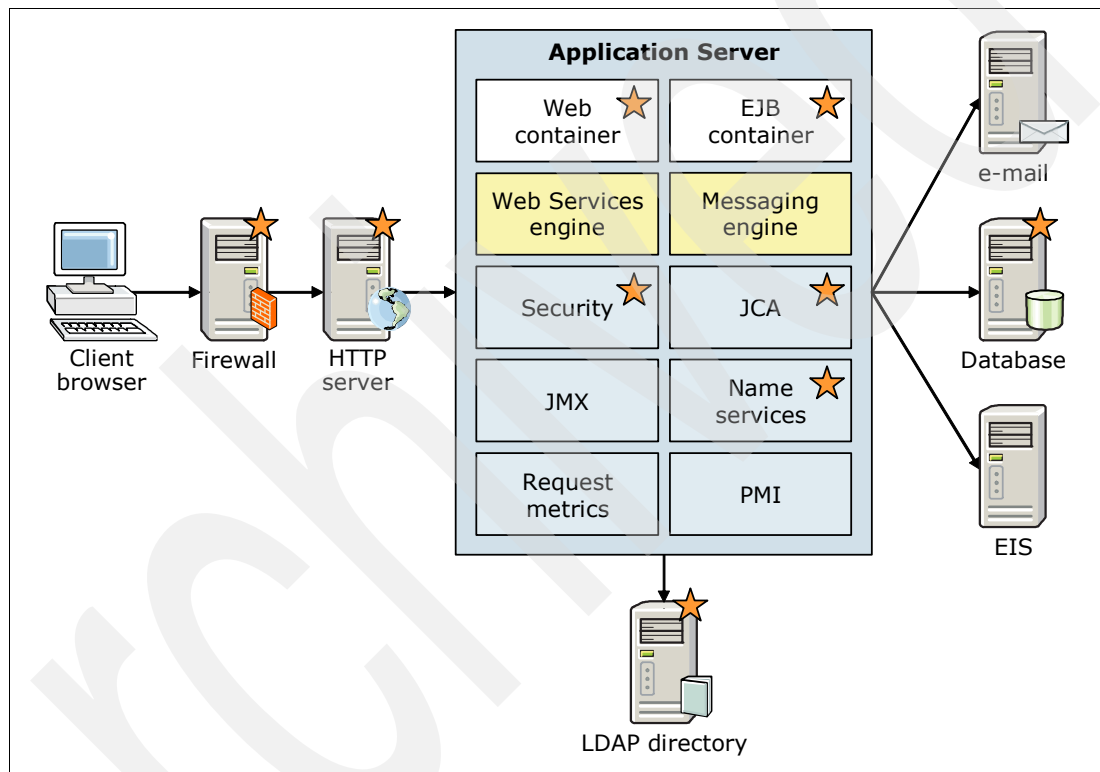 Application Server
Web
container
EJB
container
Web Services
engine
Messaging
engine
Security
JCA
JMX
Name
services
Request
metrics
PMI
Client
browser
Firewall
HTTP
server
e-mail
Database
EIS
LDAP directory